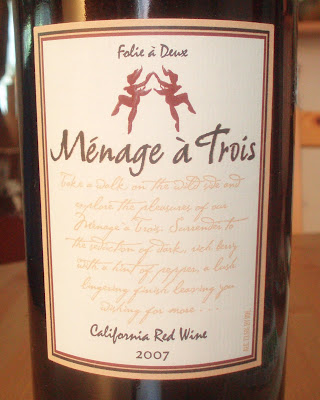 Folie à Deux
Ménage à Trois
Take a walk on the wild side and
explore the pleasures of our
Ménage à Trois. Surrender to
the seduction of dark, rich berry
with a hint of pepper, a lush
lingering finish leaving you
wishing for more . . .
California Red Wine
2007